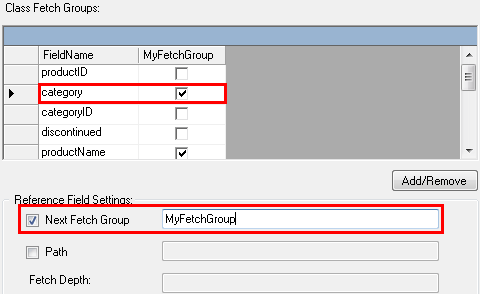 Class Fetch Groups:
FieldName MyFetchGroup
productID
category
categoryID
discontinued
productName
Add/Remove
Reference Field Settings:
Next Fetch Group MyFetchGroup
Path
Fetch Depth: